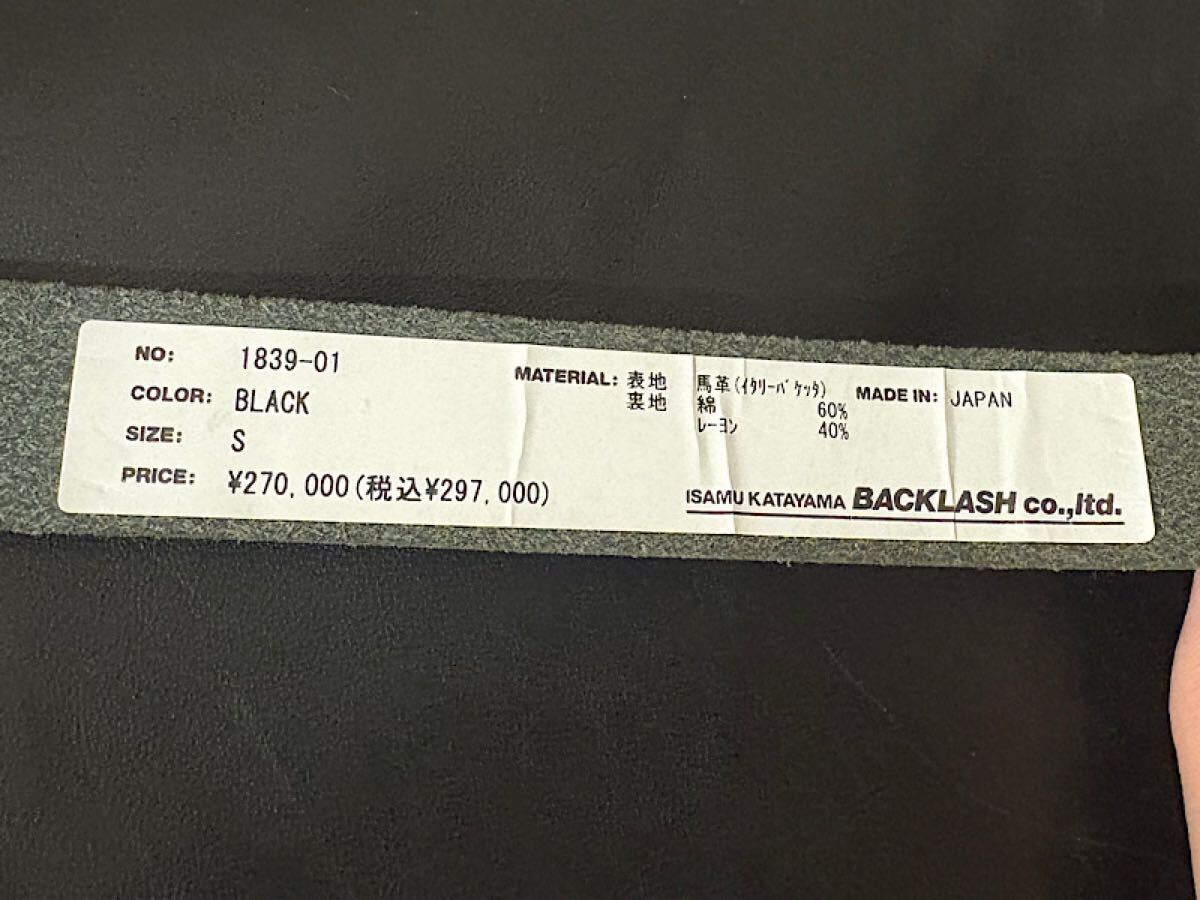 NO: 1839-01
COLOR: BLACK
SIZE: S
PRICE: ¥270,000(税込¥297,000)
MATERIAL: 表地 馬革(ｲﾀﾘｰﾊﾞｹｯﾀ)
裏地 綿 60%
ﾚｰﾖﾝ 40%
MADE IN: JAPAN
ISAMU KATAYAMA BACKLASH co.,ltd.